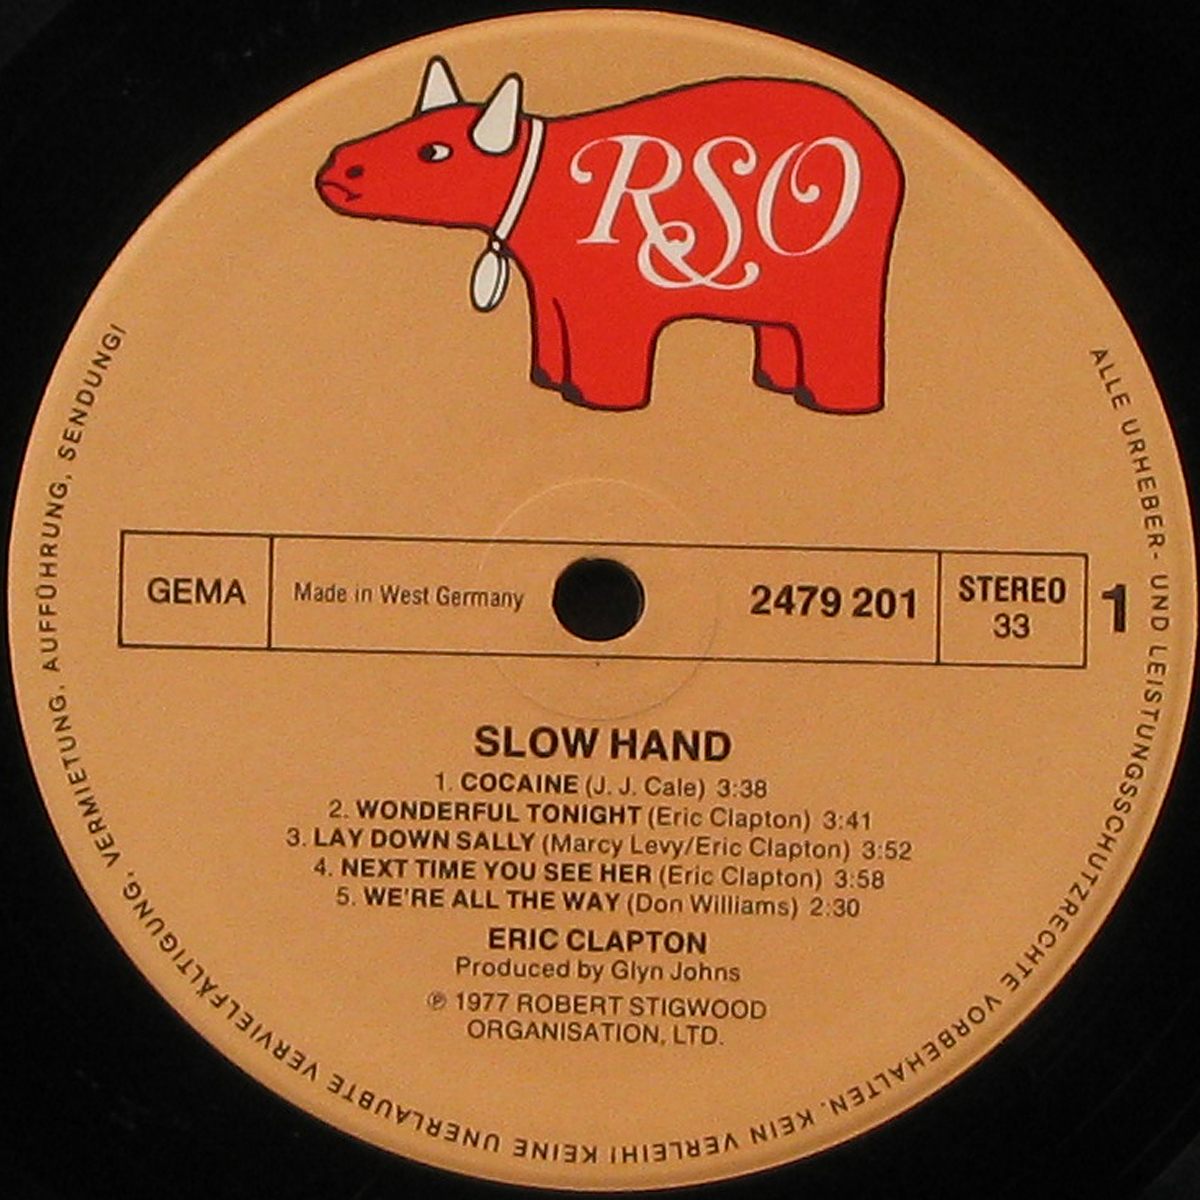 RSO
GEMA
Made in West Germany
2479 201
STEREO
33
1
SLOW HAND
1. COCAINE (J. J. Cale) 3:38
2. WONDERFUL TONIGHT (Eric Clapton) 3:41
3. LAY DOWN SALLY (Marcy Levy/Eric Clapton) 3:52
4. NEXT TIME YOU SEE HER (Eric Clapton) 3:58
5. WE'RE ALL THE WAY (Don Williams) 2:30
ERIC CLAPTON
Produced by Glyn Johns
℗ 1977 ROBERT STIGWOOD
ORGANISATION, LTD.
ALLE URHEBER- UND LEISTUNGSSCHUTZRECHTE VORBEHALTEN. KEIN VERLEIH! KEINE UNERLAUBTE VERVIELFÄLTIGUNG, VERMIETUNG, AUFFÜHRUNG, SENDUNG!